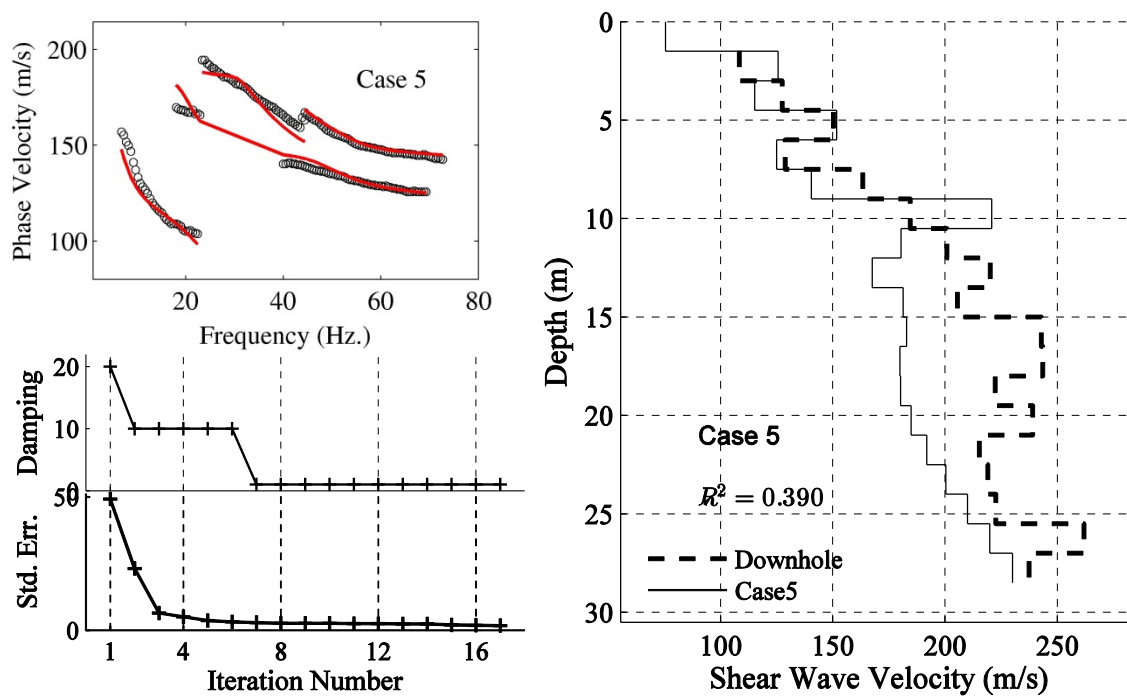 200
150
100
Phase Velocity (m/s)
Case 5
20
40
60
80
Frequency (Hz.)
20
10
0
Damping
50
0
Std. Err.
1
4
8
12
16
Iteration Number
0
5
10
15
20
25
30
Depth (m)
Case 5
R² = 0.390
Downhole
Case5
100
150
200
250
Shear Wave Velocity (m/s)